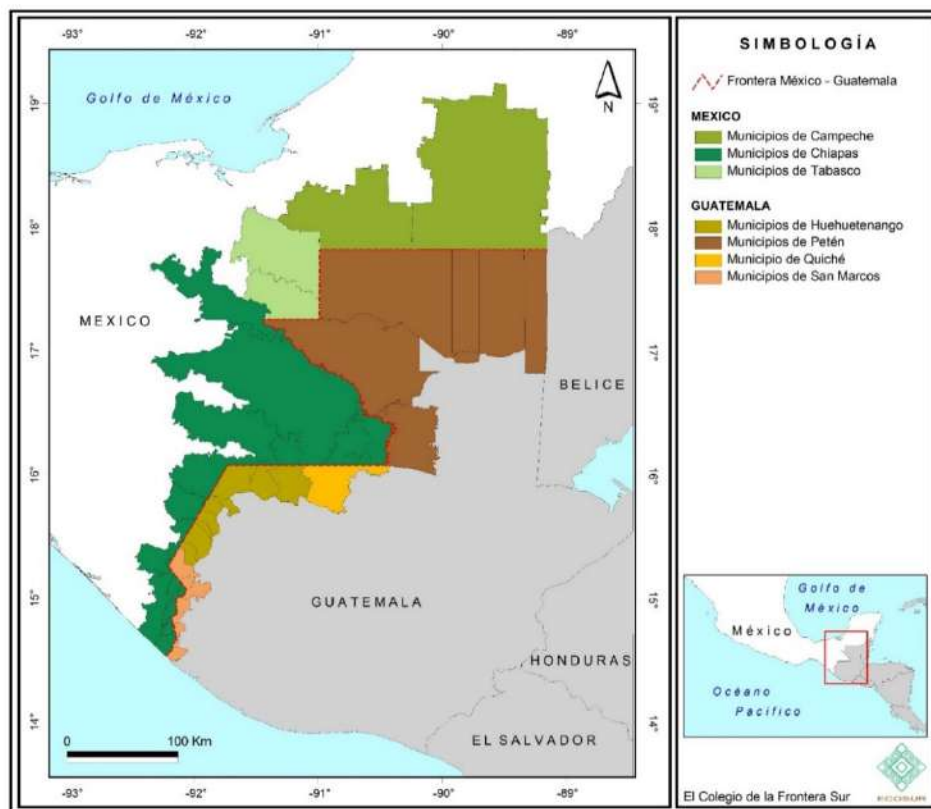 -93°
-92°
-91°
-90°
-89°
Golfo de México
N
19°
19°
18°
18°
MEXICO
17°
17°
BELICE
16°
16°
15°
15°
GUATEMALA
HONDURAS
14°
14°
EL SALVADOR
0
100 Km
-93°
-92°
-91°
-90°
-89°
SIMBOLOGÍA
Frontera México - Guatemala
MEXICO
Municipios de Campeche
Municipios de Chiapas
Municipios de Tabasco
GUATEMALA
Municipios de Huehuetenango
Municipios de Petén
Municipio de Quiché
Municipios de San Marcos
Golfo de
México
México
Océano
Pacífico
El Colegio de la Frontera Sur
ECOSUR